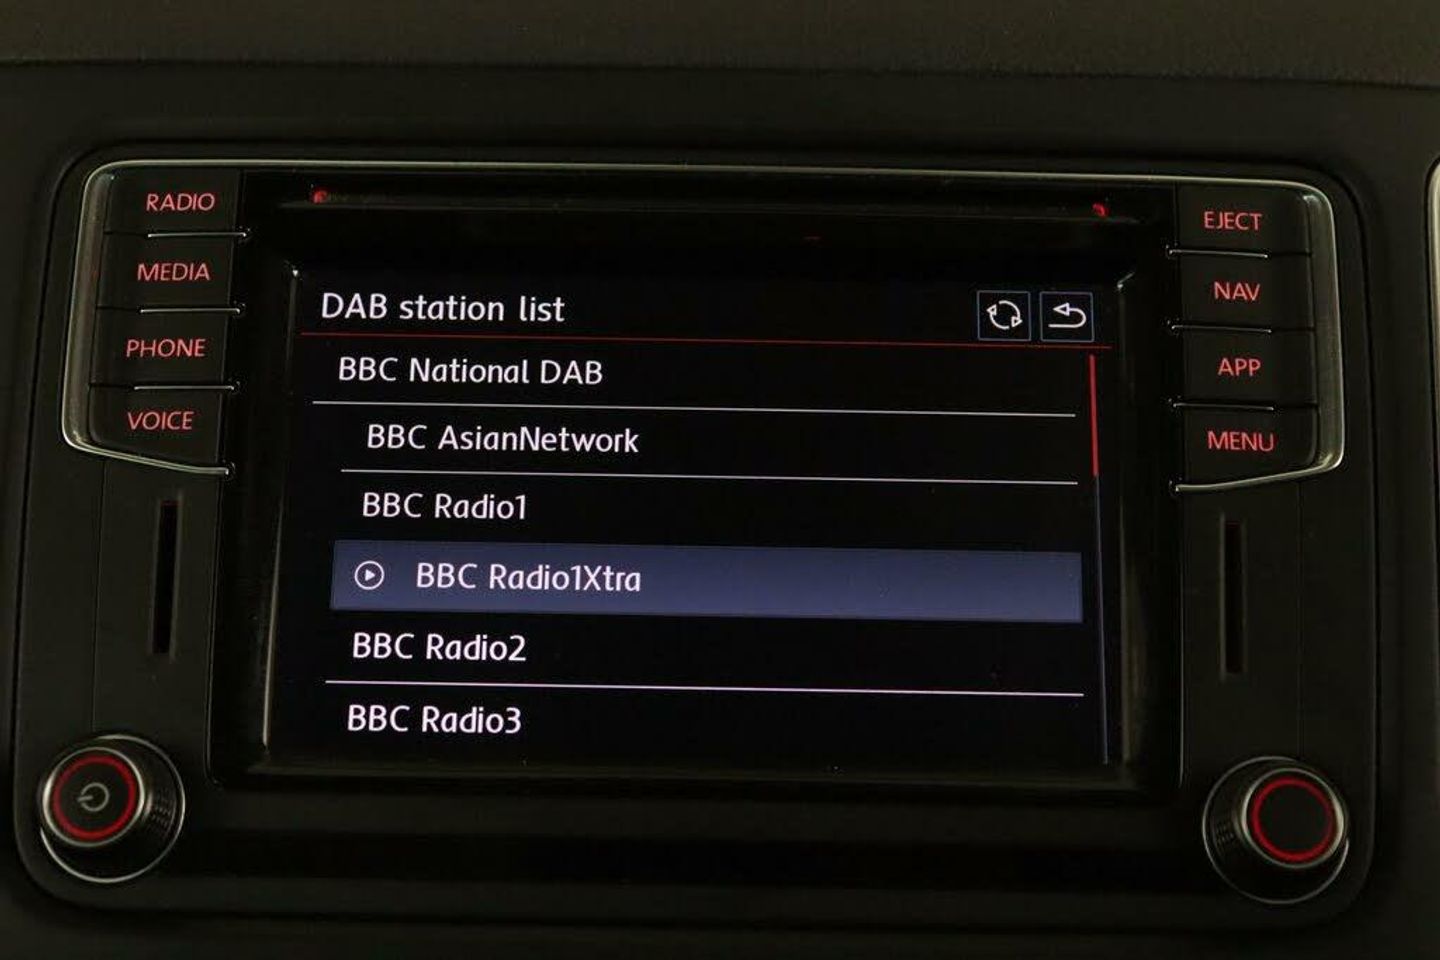 RADIO
MEDIA
PHONE
VOICE
DAB station list
BBC National DAB
BBC AsianNetwork
BBC Radio1
BBC Radio1Xtra
BBC Radio2
BBC Radio3
EJECT
NAV
APP
MENU